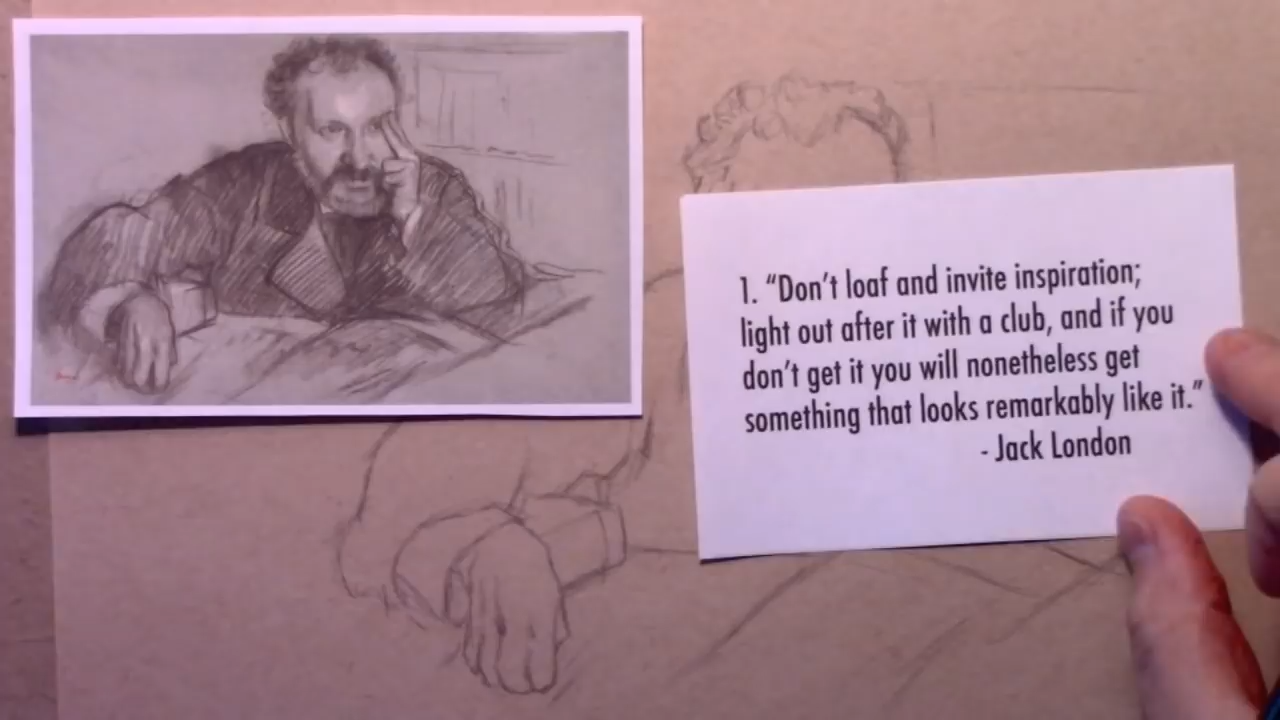 1. “Don’t loaf and invite inspiration;
light out after it with a club, and if you
don’t get it you will nonetheless get
something that looks remarkably like it.”
- Jack London